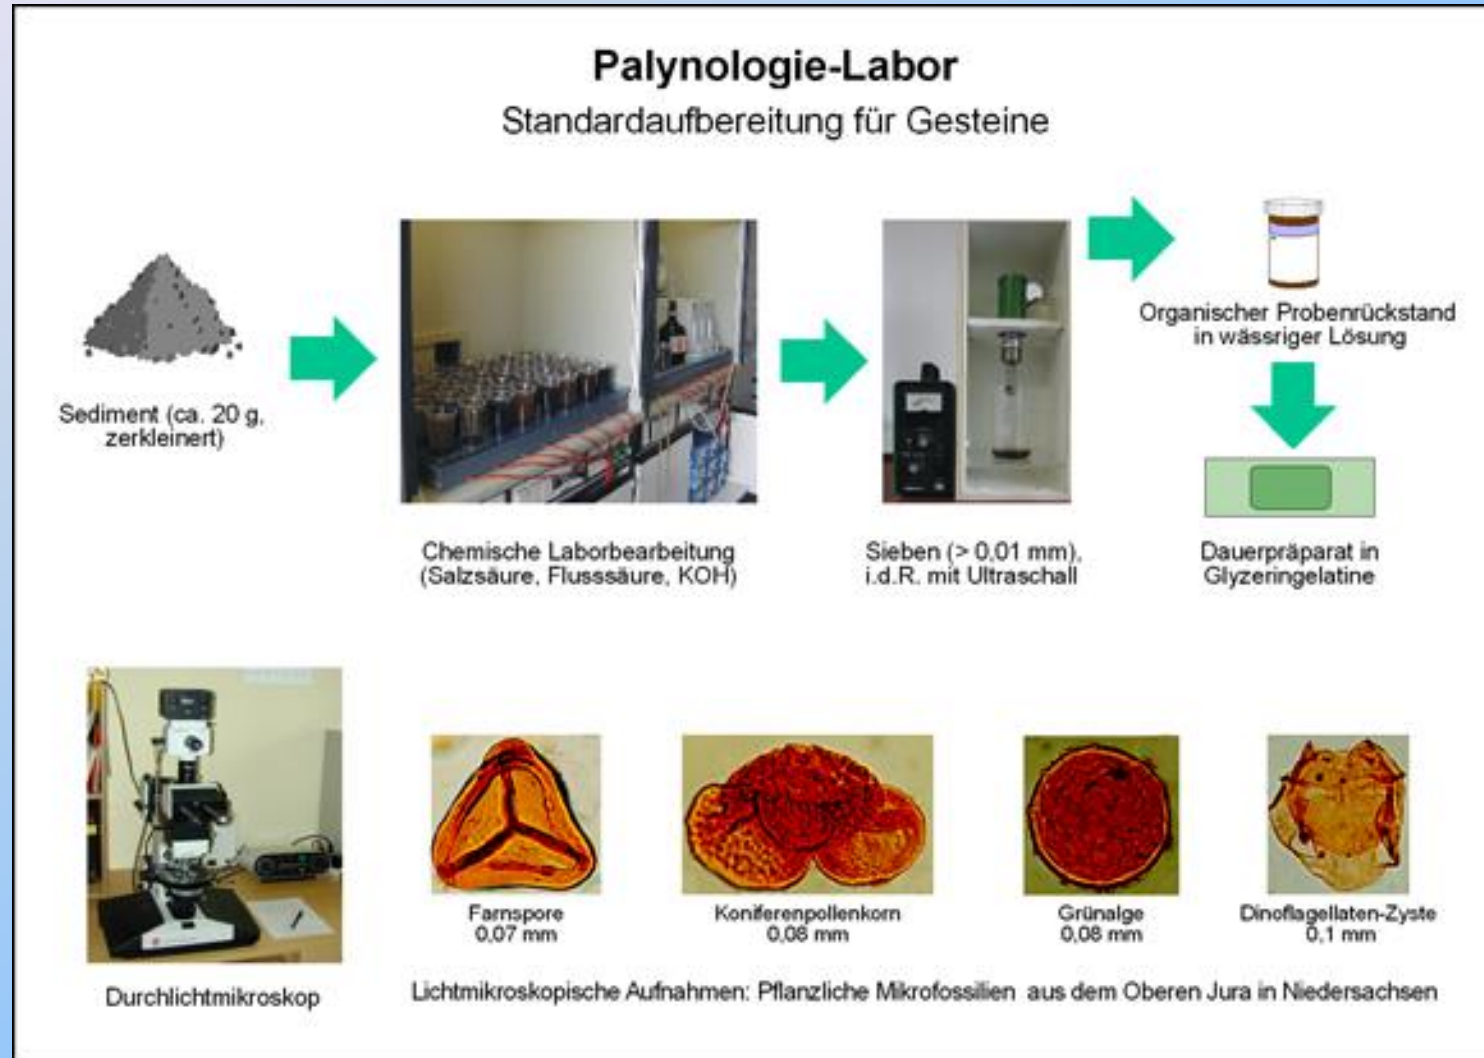 Palynologie-Labor
Standardaufbereitung für Gesteine
Sediment (ca. 20 g,
zerkleinert)
Chemische Laborbearbeitung
(Salzsäure, Flusssäure, KOH)
Sieben (> 0,01 mm),
i.d.R. mit Ultraschall
Organischer Probenrückstand
in wässriger Lösung
Dauerpräparat in
Glyzeringelatine
Durchlichtmikroskop
Farnspore
0,07 mm
Koniferenpollenkorn
0,08 mm
Grünalge
0,08 mm
Dinoflagellaten-Zyste
0,1 mm
Lichtmikroskopische Aufnahmen: Pflanzliche Mikrofossilien aus dem Oberen Jura in Niedersachsen